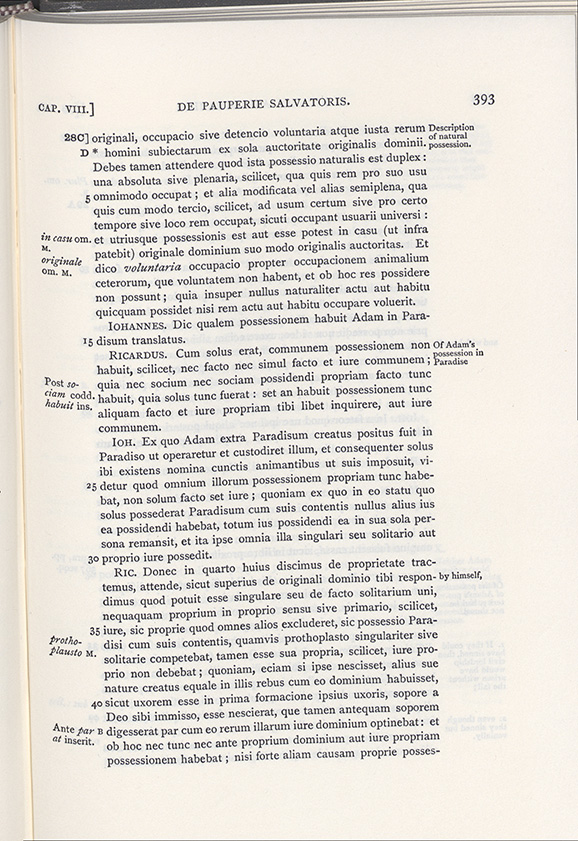 CAP. VIII.] DE PAUPERIE SALVATORIS. 393
28C] originali, occupacio sive detencio voluntaria atque iusta rerum Description
D * homini subiectarum ex sola auctoritate originalis dominii. of natural possession.
Debes tamen attendere quod ista possessio naturalis est duplex :
una absoluta sive plenaria, scilicet, qua quis rem pro suo usu
5 omnimodo occupat ; et alia modificata vel alias semiplena, qua
quis cum modo tercio, scilicet, ad usum certum sive pro certo
tempore sive loco rem occupat, sicuti occupant usuarii universi :
in casu om. M. et utriusque possessionis est aut esse potest in casu (ut infra
patebit) originale dominium suo modo originalis auctoritas. Et
originale om. M. dico voluntaria occupacio propter occupacionem animalium
ceterorum, que voluntatem non habent, et ob hoc res possidere
non possunt ; quia insuper nullus naturaliter actu aut habitu
quicquam possidet nisi rem actu aut habitu occupare voluerit.
IOHANNES. Dic qualem possessionem habuit Adam in Para-
15 disum translatus.
RICARDUS. Cum solus erat, communem possessionem non Of Adam's
habuit, scilicet, nec facto nec simul facto et iure communem ; possession in Paradise
quia nec socium nec sociam possidendi propriam facto tunc
Post sociam codd. habuit ins. habuit, quia solus tunc fuerat : set an habuit possessionem tunc
aliquam facto et iure propriam tibi libet inquirere, aut iure
communem.
IOH. Ex quo Adam extra Paradisum creatus positus fuit in
Paradiso ut operaretur et custodiret illum, et consequenter solus
ibi existens nomina cunctis animantibus ut suis imposuit, vi-
25 detur quod omnium illorum possessionem propriam tunc habe-
bat, non solum facto set iure ; quoniam ex quo in eo statu quo
solus possederat Paradisum cum suis contentis nullus alius ius
ea possidendi habebat, totum ius possidendi ea in sua sola per-
sona remansit, et ita ipse omnia illa singulari seu solitario aut
30 proprio iure possedit.
RIC. Donec in quarto huius discimus de proprietate trac-
temus, attende, sicut superius de originali dominio tibi respon- by himself,
dimus quod potuit esse singulare seu de facto solitarium uni,
nequaquam proprium in proprio sensu sive primario, scilicet,
35 iure, sic proprie quod omnes alios excluderet, sic possessio Para-
protho-plausto M. disi cum suis contentis, quamvis prothoplasto singulariter sive
solitarie competebat, tamen esse sua propria, scilicet, iure pro-
prio non debebat ; quoniam, eciam si ipse nescisset, alius sue
nature creatus equale in illis rebus cum eo dominium habuisset,
40 sicut uxorem esse in prima formacione ipsius uxoris, sopore a
Deo sibi immisso, esse nescierat, que tamen antequam soporem
Ante par B at inserit. digesserat par cum eo rerum illarum iure dominium optinebat : et
ob hoc nec tunc nec ante proprium dominium aut iure propriam
possessionem habebat ; nisi forte aliam causam proprie posses-